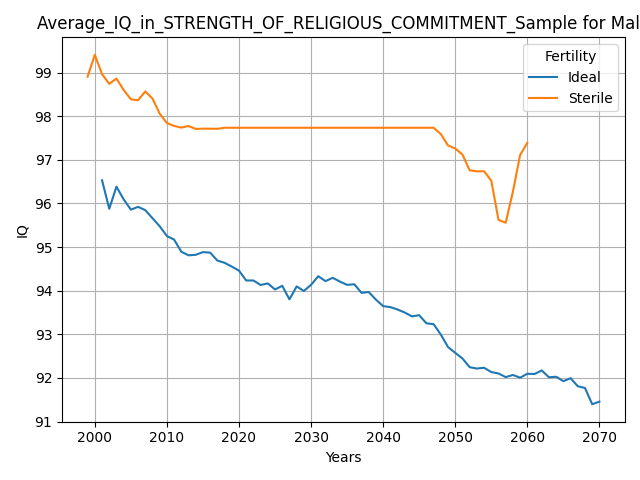 Average_IQ_in_STRENGTH_OF_RELIGIOUS_COMMITMENT_Sample for Mal
Fertility
Ideal
Sterile
99
98
97
96
95
94
93
92
91
IQ
2000 2010 2020 2030 2040 2050 2060 2070
Years